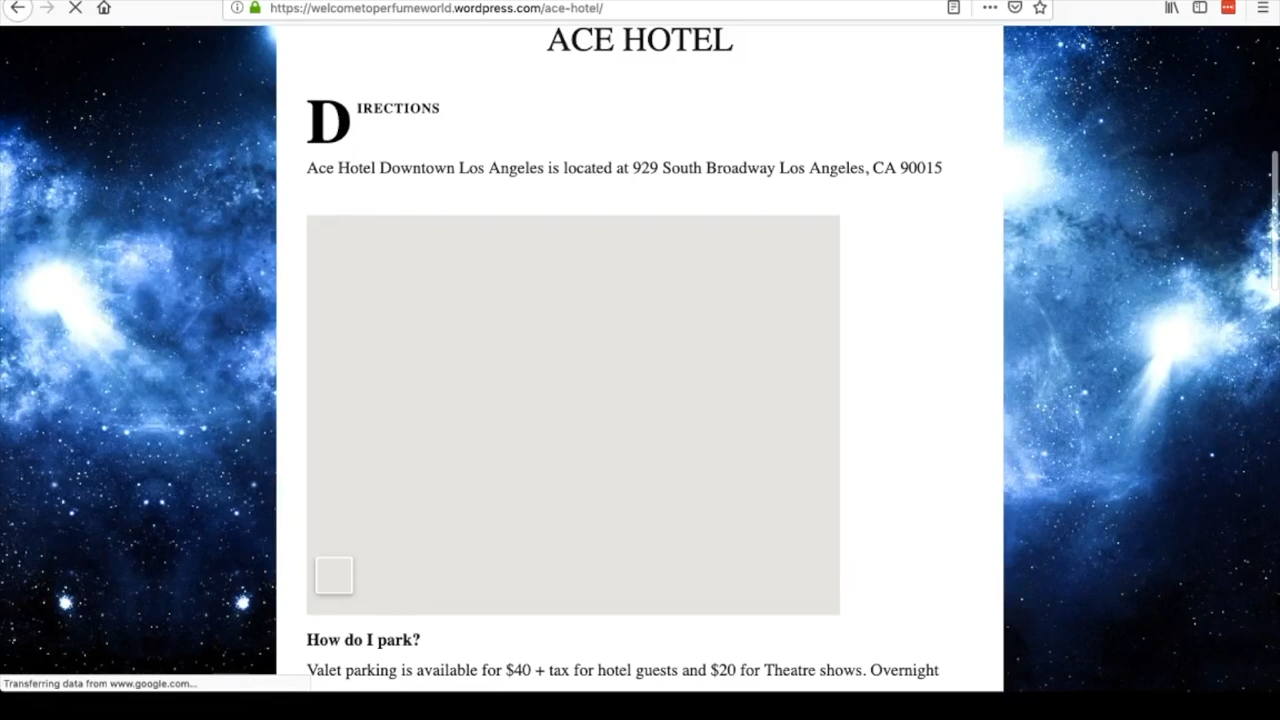 https://welcometoperfumeworld.wordpress.com/ace-hotel/
ACE HOTEL
DIRECTIONS
Ace Hotel Downtown Los Angeles is located at 929 South Broadway Los Angeles, CA 90015
How do I park?
Valet parking is available for $40 + tax for hotel guests and $20 for Theatre shows. Overnight
Transferring data from www.google.com...